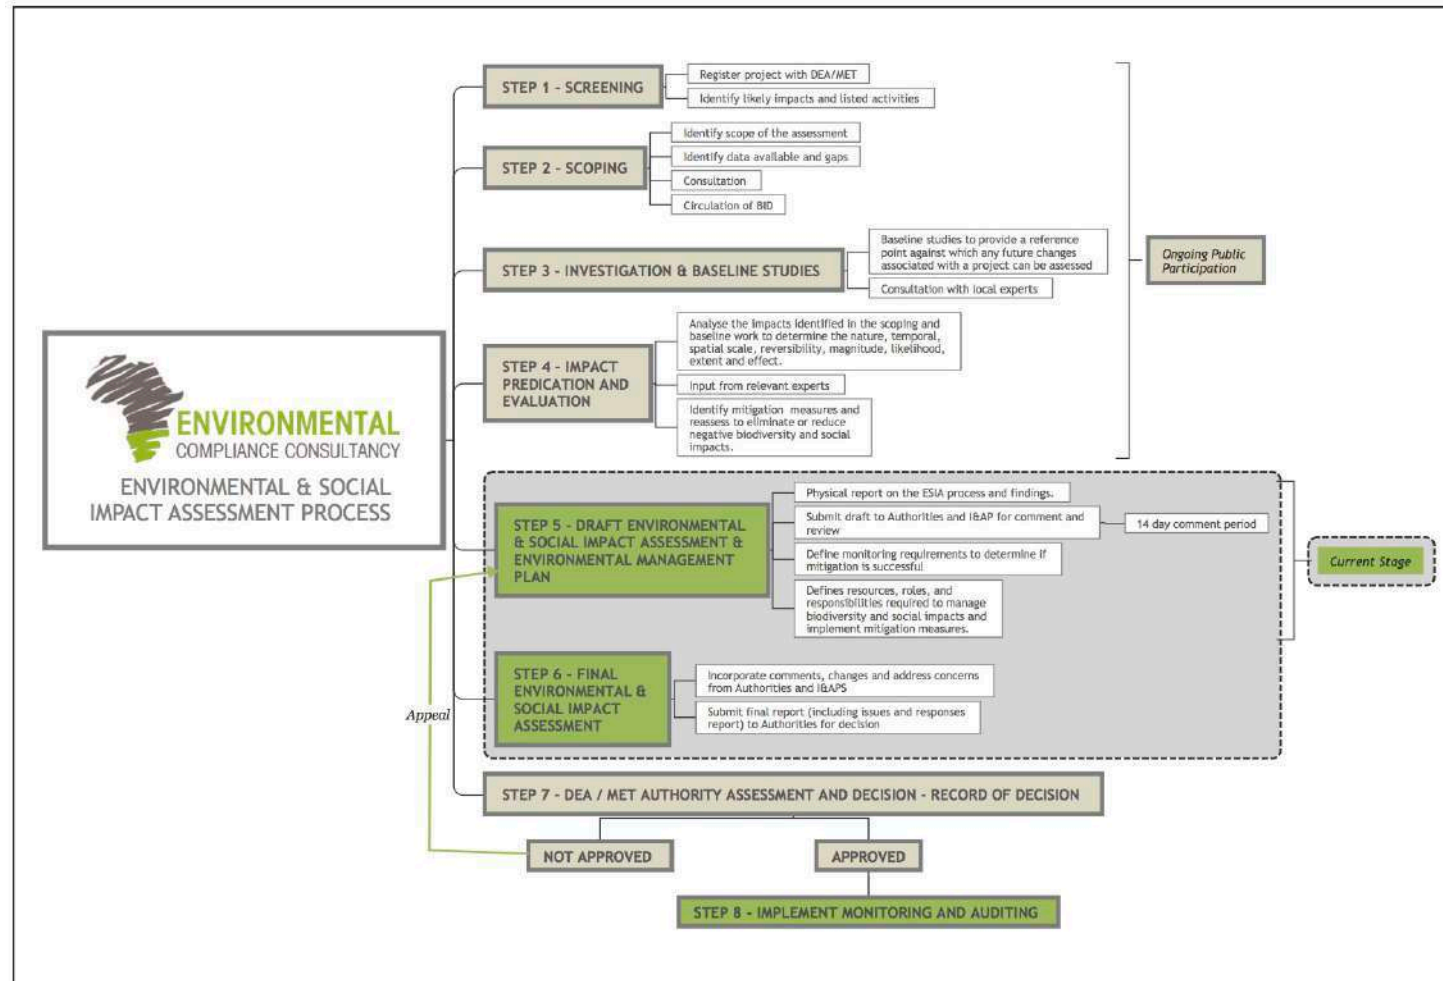 STEP 1 - SCREENING
Register project with DEA/MET
Identify likely impacts and listed activities
STEP 2 - SCOPING
Identify scope of the assessment
Identify data available and gaps
Consultation
Circulation of BID
STEP 3 - INVESTIGATION & BASELINE STUDIES
Baseline studies to provide a reference
point against which any future changes
associated with a project can be assessed
Consultation with local experts
Ongoing Public
Participation
STEP 4 - IMPACT
PREDICATION AND
EVALUATION
Analyse the impacts identified in the scoping and
baseline work to determine the nature, temporal,
spatial scale, reversibility, magnitude, likelihood,
extent and effect.
Input from relevant experts
Identify mitigation measures and
reassess to eliminate or reduce
negative biodiversity and social
impacts.
ENVIRONMENTAL
COMPLIANCE CONSULTANCY
ENVIRONMENTAL & SOCIAL
IMPACT ASSESSMENT PROCESS
STEP 5 - DRAFT ENVIRONMENTAL
& SOCIAL IMPACT ASSESSMENT &
ENVIRONMENTAL MANAGEMENT
PLAN
Physical report on the ESIA process and findings.
Submit draft to Authorities and I&AP for comment and
review
14 day comment period
Define monitoring requirements to determine if
mitigation is successful
Defines resources, roles, and
responsibilities required to manage
biodiversity and social impacts and
implement mitigation measures.
Current Stage
STEP 6 - FINAL
ENVIRONMENTAL &
SOCIAL IMPACT
ASSESSMENT
Incorporate comments, changes and address concerns
from Authorities and I&APS
Submit final report (including issues and responses
report) to Authorities for decision
Appeal
STEP 7 - DEA / MET AUTHORITY ASSESSMENT AND DECISION - RECORD OF DECISION
NOT APPROVED
APPROVED
STEP 8 - IMPLEMENT MONITORING AND AUDITING